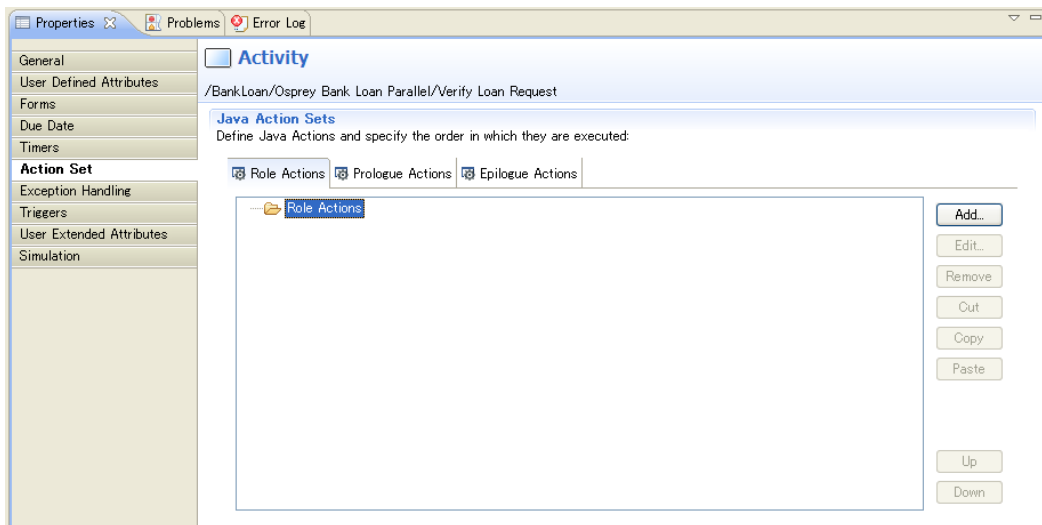 Properties Problems Error Log
General
User Defined Attributes
Forms
Due Date
Timers
Action Set
Exception Handling
Triggers
User Extended Attributes
Simulation
Activity
/BankLoan/Osprey Bank Loan Parallel/Verify Loan Request
Java Action Sets
Define Java Actions and specify the order in which they are executed:
Role Actions Prologue Actions Epilogue Actions
Role Actions
Add...
Edit...
Remove
Cut
Copy
Paste
Up
Down